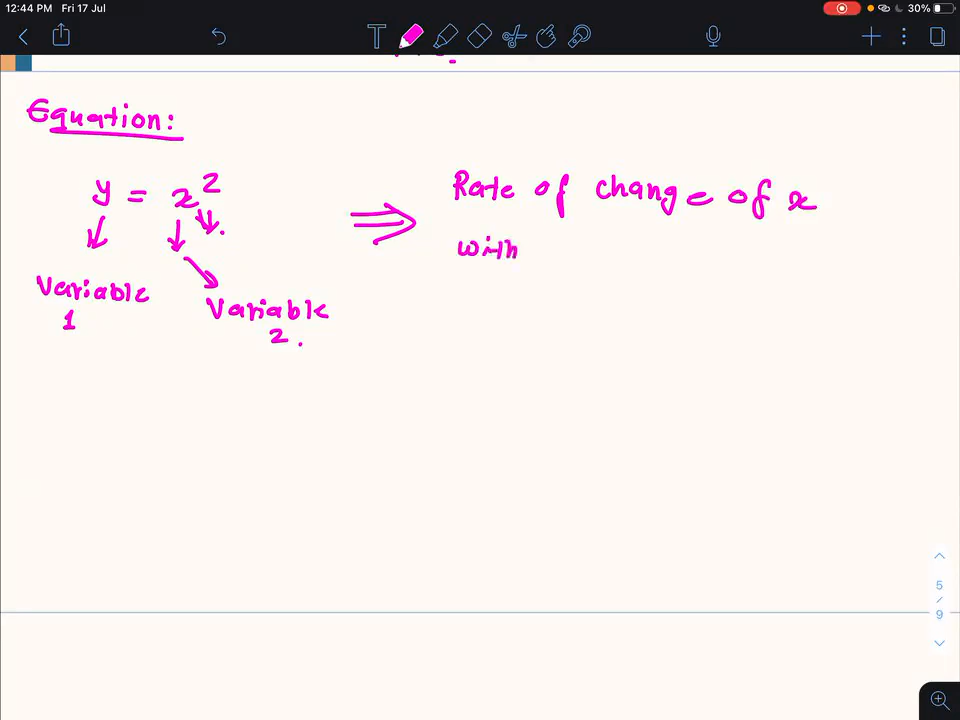 12:44 PM Fri 17 Jul
30%
Equation:
y = x²
Rate of change of x
with
Variable
1
Variable
2.
5
/
9